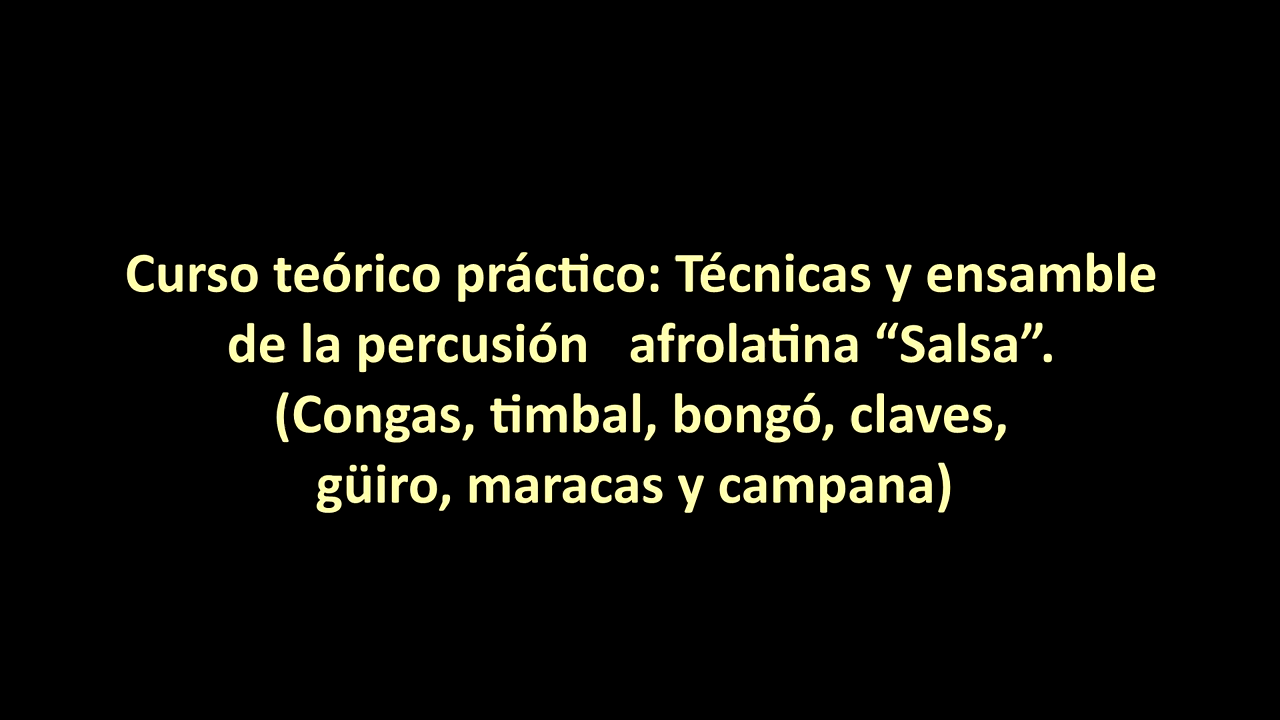 Curso teórico práctico: Técnicas y ensamble
de la percusión   afrolatina “Salsa”.
(Congas, timbal, bongó, claves,
güiro, maracas y campana)